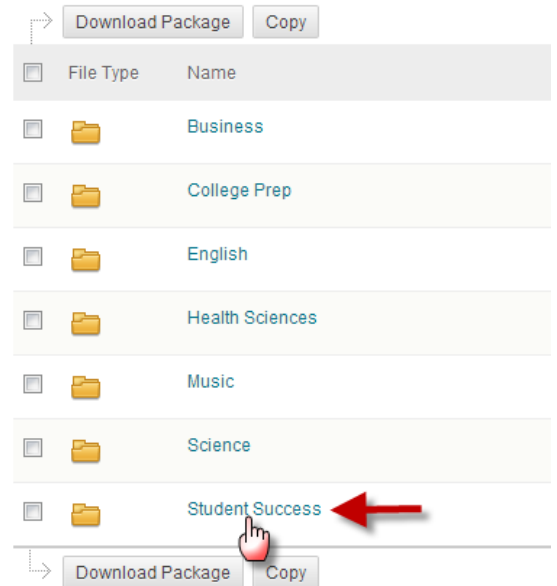 Download Package Copy
File Type Name
Business
College Prep
English
Health Sciences
Music
Science
Student Success
Download Package Copy